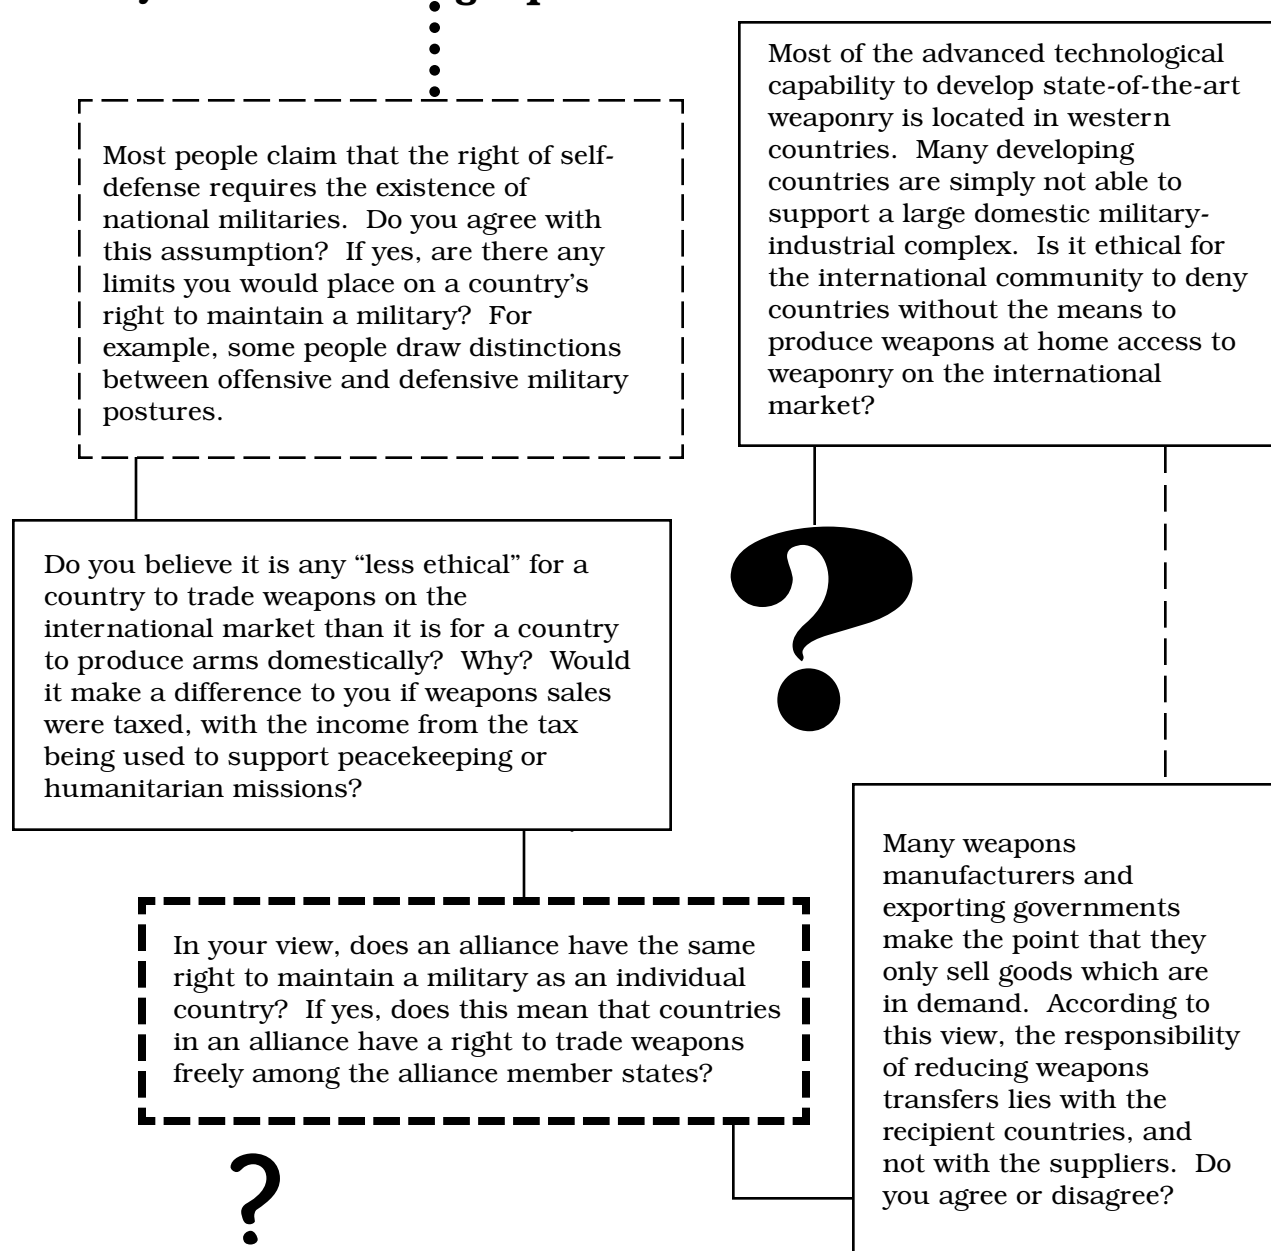 Most people claim that the right of self-
defense requires the existence of
national militaries.  Do you agree with
this assumption?  If yes, are there any
limits you would place on a country's
right to maintain a military?  For
example, some people draw distinctions
between offensive and defensive military
postures.
Most of the advanced technological
capability to develop state-of-the-art
weaponry is located in western
countries.  Many developing
countries are simply not able to
support a large domestic military-
industrial complex.  Is it ethical for
the international community to deny
countries without the means to
produce weapons at home access to
weaponry on the international
market?
Do you believe it is any “less ethical” for a
country to trade weapons on the
international market than it is for a country
to produce arms domestically?  Why?  Would
it make a difference to you if weapons sales
were taxed, with the income from the tax
being used to support peacekeeping or
humanitarian missions?
?
In your view, does an alliance have the same
right to maintain a military as an individual
country?  If yes, does this mean that countries
in an alliance have a right to trade weapons
freely among the alliance member states?
Many weapons
manufacturers and
exporting governments
make the point that they
only sell goods which are
in demand.  According to
this view, the responsibility
of reducing weapons
transfers lies with the
recipient countries, and
not with the suppliers.  Do
you agree or disagree?
?